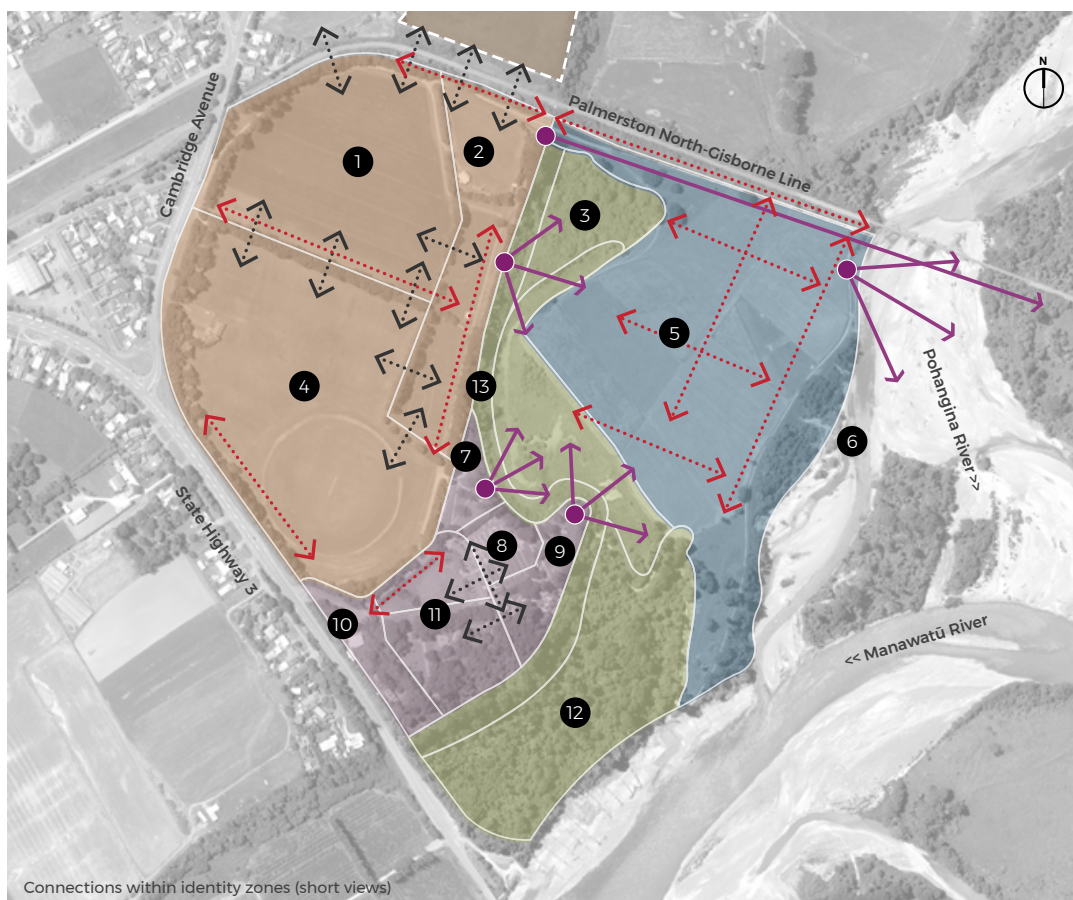 N
Palmerston North-Gisborne Line
Cambridge Avenue
1
2
3
5
4
13
6
7
Pohangina River >>
State Highway 3
8
9
11
10
<< Manawatū River
12
Connections within identity zones (short views)